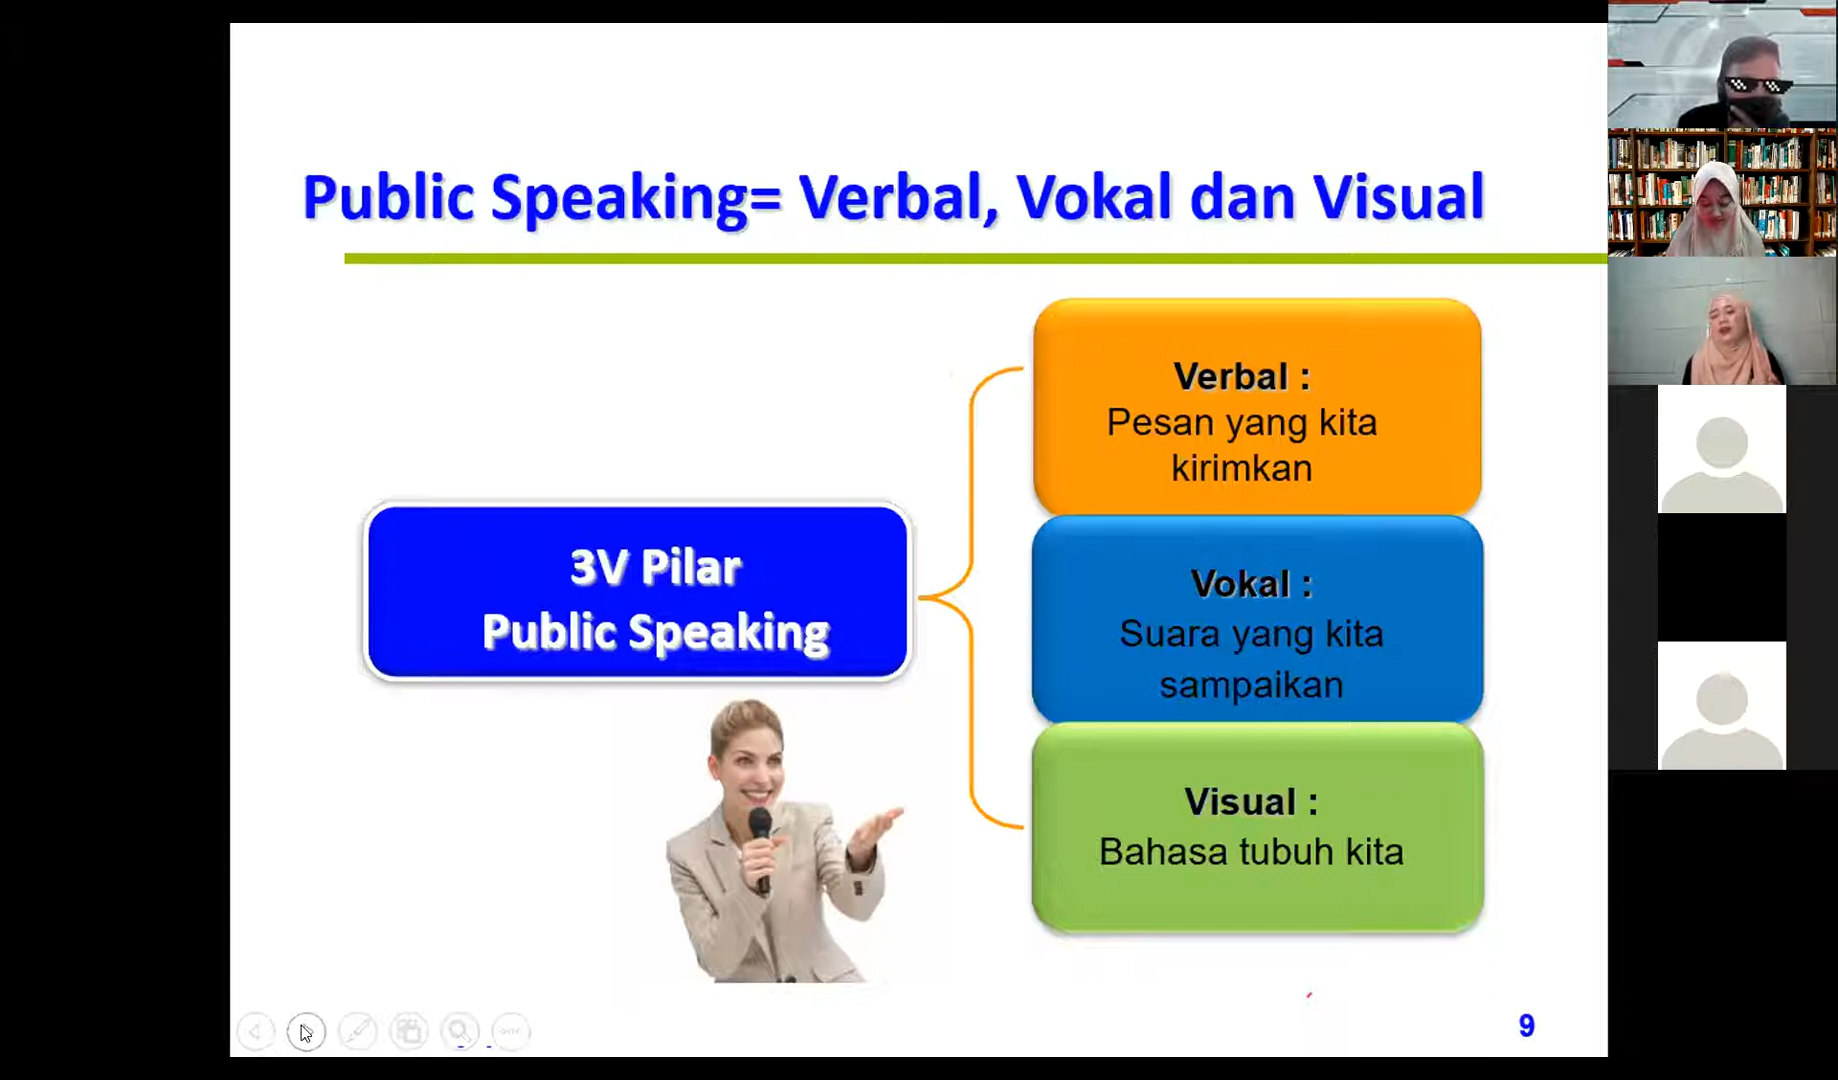 Public Speaking= Verbal, Vokal dan Visual
3V Pilar
Public Speaking
Verbal :
Pesan yang kita
kirimkan
Vokal :
Suara yang kita
sampaikan
Visual :
Bahasa tubuh kita
9